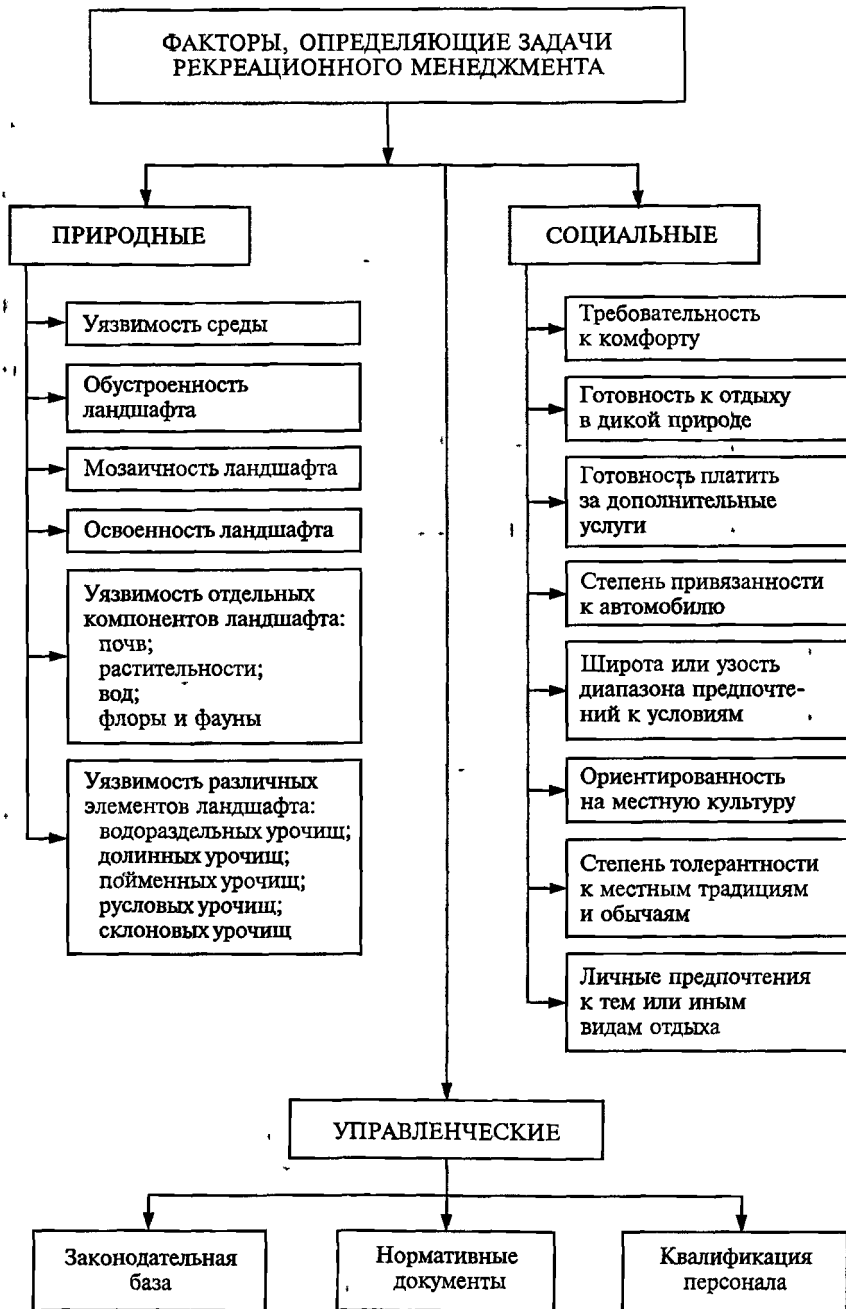 ФАКТОРЫ, ОПРЕДЕЛЯЮЩИЕ ЗАДАЧИ
РЕКРЕАЦИОННОГО МЕНЕДЖМЕНТА
ПРИРОДНЫЕ
Уязвимость среды
Обустроенность
ландшафта
Мозаичность ландшафта
Освоенность ландшафта
Уязвимость отдельных
компонентов ландшафта:
почв;
растительности;
вод;
флоры и фауны
Уязвимость различных
элементов ландшафта:
водораздельных урочищ;
долинных урочищ;
пойменных урочищ;
русловых урочищ;
склоновых урочищ
СОЦИАЛЬНЫЕ
Требовательность
к комфорту
Готовность к отдыху
в дикой природе
Готовность платить
за дополнительные
услуги
Степень привязанности
к автомобилю
Широта или узость
диапазона предпочте-
ний к условиям
Ориентированность
на местную культуру
Степень толерантности
к местным традициям
и обычаям
Личные предпочтения
к тем или иным
видам отдыха
УПРАВЛЕНЧЕСКИЕ
Законодательная
база
Нормативные
документы
Квалификация
персонала